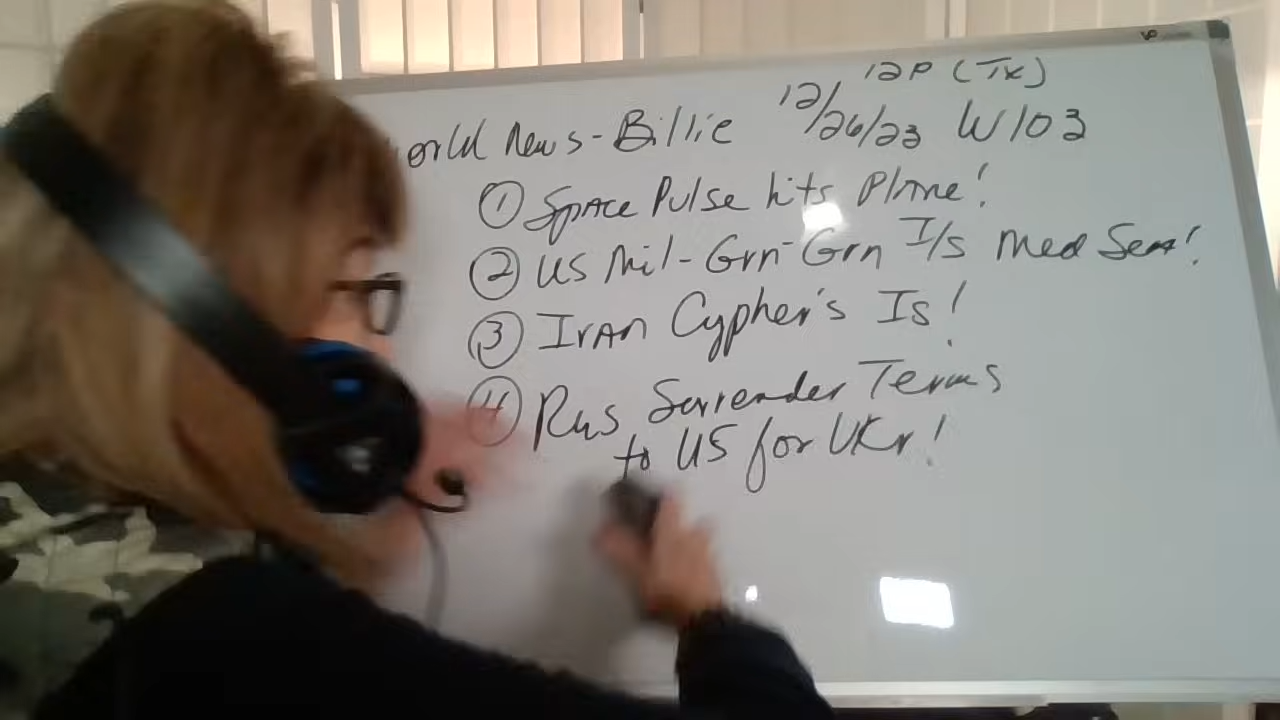 12P (TX)
orld News-Billie 12/26/23 W103
① Space Pulse hits Plane!
② US Mil-Grn-Grn I/s Med Sea!
③ Iran Cypher's Is!
④ Rus Surrender Terms
to US for UKr!